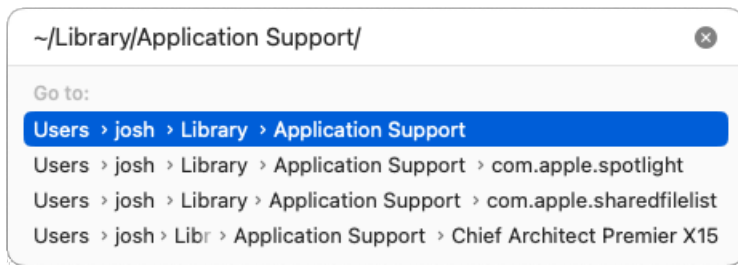 ~/Library/Application Support/
Go to:
Users › josh › Library › Application Support
Users › josh › Library › Application Support › com.apple.spotlight
Users › josh › Library › Application Support › com.apple.sharedfilelist
Users › josh › Libr › Application Support › Chief Architect Premier X15